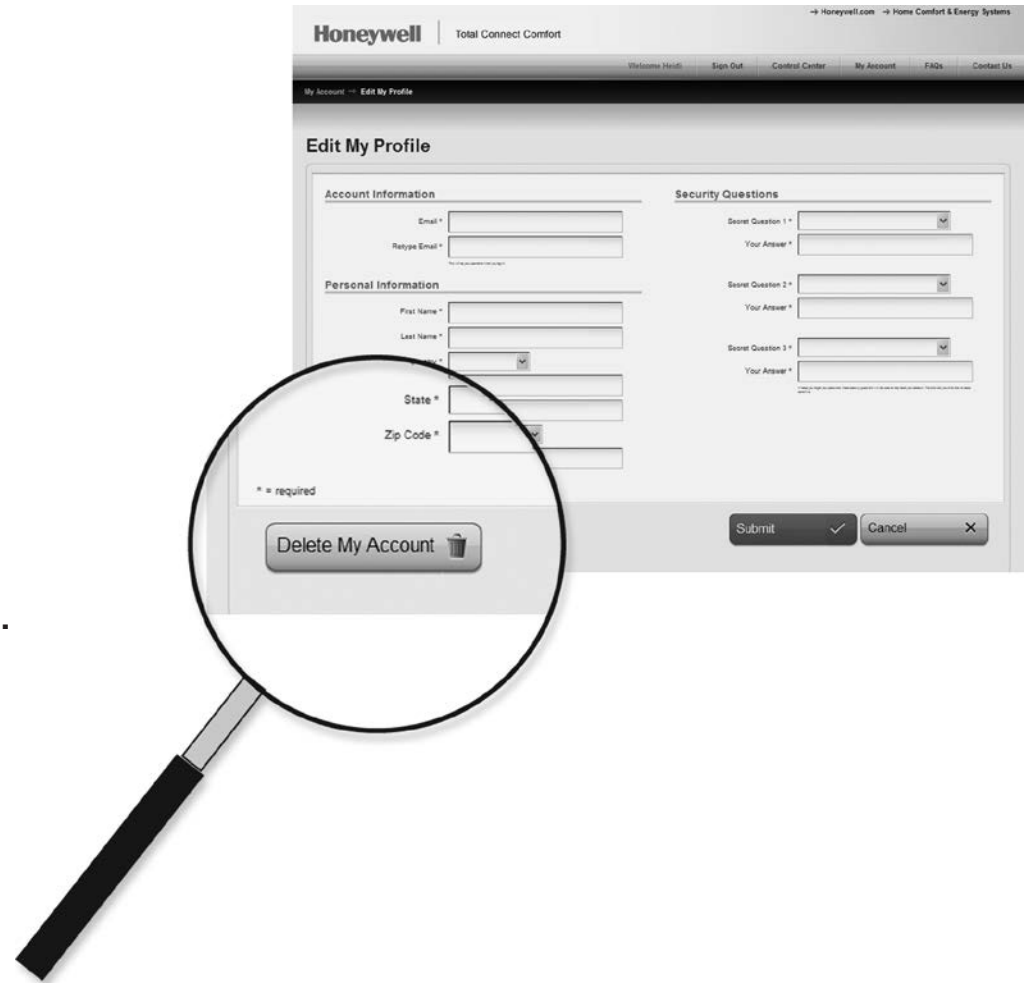 → Honeywell.com → Home Comfort & Energy Systems
Honeywell Total Connect Comfort
Welcome Heidi Sign Out Control Center My Account FAQs Contact Us
My Account → Edit My Profile
Edit My Profile
Account Information
Email *
Retype Email *
Personal Information
First Name *
Last Name *
State *
Zip Code *
* = required
Delete My Account
Security Questions
Secret Question 1 *
Your Answer *
Secret Question 2 *
Your Answer *
Secret Question 3 *
Your Answer *
Submit
Cancel